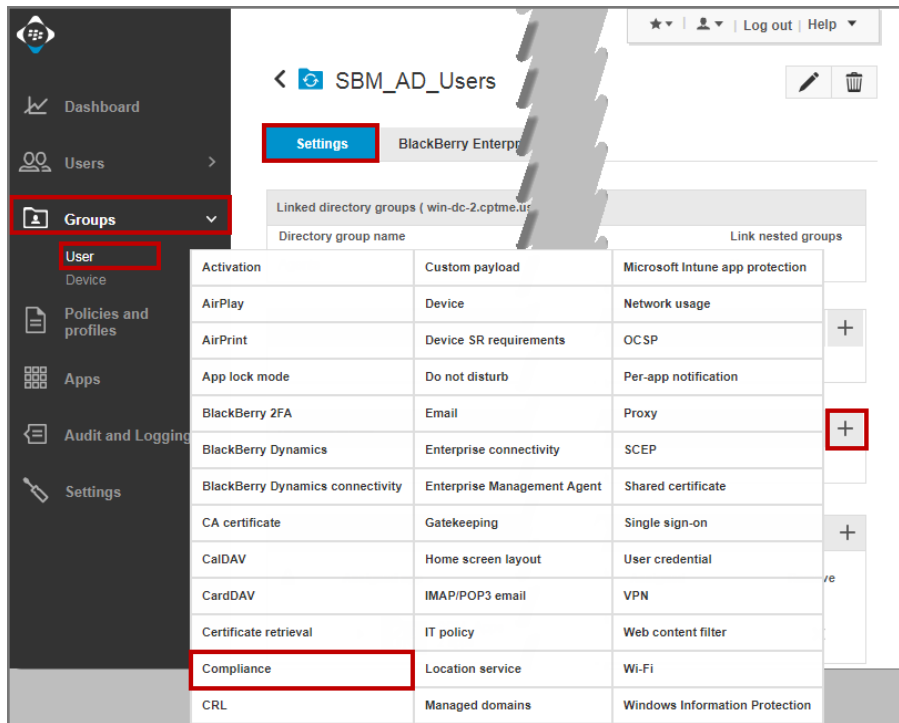 Log out | Help
SBM_AD_Users
Dashboard
Settings
BlackBerry Enterpr
Users
Groups
Linked directory groups ( win-dc-2.cptme.us
Directory group name
Link nested groups
User
Device
Policies and
profiles
Apps
Audit and Logging
Settings
Activation
Custom payload
Microsoft Intune app protection
AirPlay
Device
Network usage
AirPrint
Device SR requirements
OCSP
App lock mode
Do not disturb
Per-app notification
BlackBerry 2FA
Email
Proxy
BlackBerry Dynamics
Enterprise connectivity
SCEP
BlackBerry Dynamics connectivity
Enterprise Management Agent
Shared certificate
CA certificate
Gatekeeping
Single sign-on
CalDAV
Home screen layout
User credential
CardDAV
IMAP/POP3 email
VPN
Certificate retrieval
IT policy
Web content filter
Compliance
Location service
Wi-Fi
CRL
Managed domains
Windows Information Protection